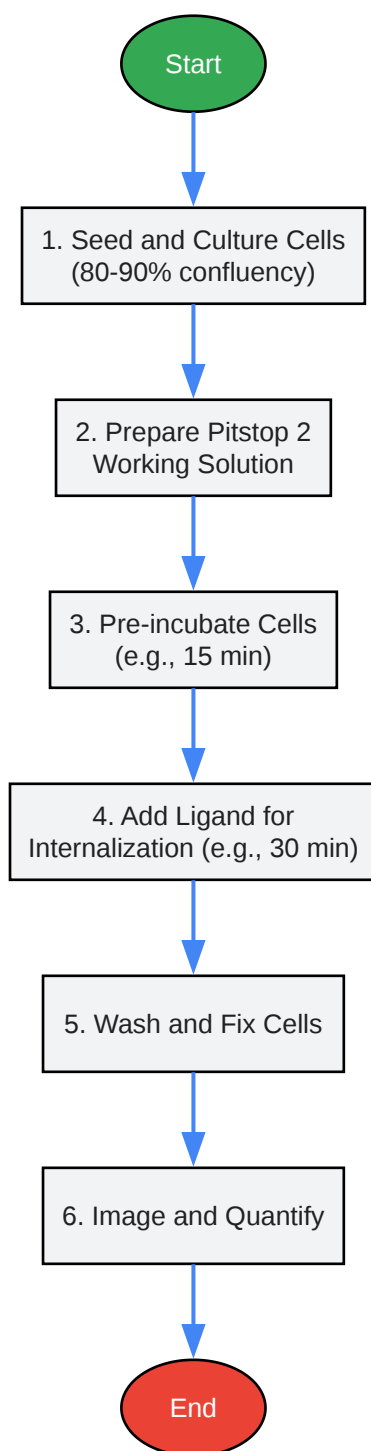 Start
1. Seed and Culture Cells
(80-90% confluency)
2. Prepare Pitstop 2
Working Solution
3. Pre-incubate Cells
(e.g., 15 min)
4. Add Ligand for
Internalization (e.g., 30 min)
5. Wash and Fix Cells
6. Image and Quantify
End